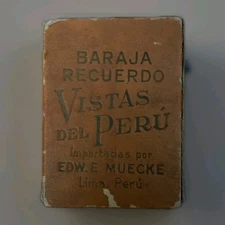 BARAJA
RECUERDO
VISTAS
DEL PERÚ
Importadas por
EDW. E. MUECKE
Lima Perú